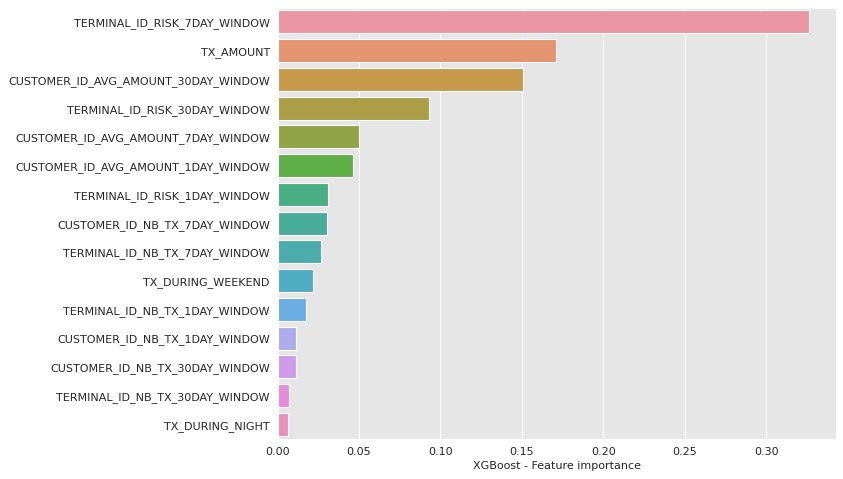 TERMINAL_ID_RISK_7DAY_WINDOW
TX_AMOUNT
CUSTOMER_ID_AVG_AMOUNT_30DAY_WINDOW
TERMINAL_ID_RISK_30DAY_WINDOW
CUSTOMER_ID_AVG_AMOUNT_7DAY_WINDOW
CUSTOMER_ID_AVG_AMOUNT_1DAY_WINDOW
TERMINAL_ID_RISK_1DAY_WINDOW
CUSTOMER_ID_NB_TX_7DAY_WINDOW
TERMINAL_ID_NB_TX_7DAY_WINDOW
TX_DURING_WEEKEND
TERMINAL_ID_NB_TX_1DAY_WINDOW
CUSTOMER_ID_NB_TX_1DAY_WINDOW
CUSTOMER_ID_NB_TX_30DAY_WINDOW
TERMINAL_ID_NB_TX_30DAY_WINDOW
TX_DURING_NIGHT
0.00 0.05 0.10 0.15 0.20 0.25 0.30
XGBoost - Feature importance